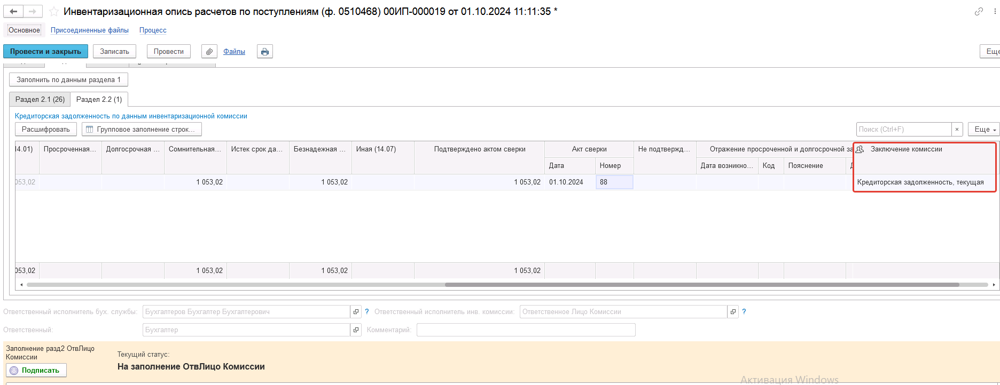 Инвентаризационная опись расчетов по поступлениям (ф. 0510468) 00ИП-000019 от 01.10.2024 11:11:35 *
Основное Присоединенные файлы Процесс
Провести и закрыть Записать Провести Файлы Еще
Заполнить по данным раздела 1
Раздел 2.1 (26) Раздел 2.2 (1)
Кредиторская задолженность по данным инвентаризационной комиссии
Расшифровать Групповое заполнение строк... Поиск (Ctrl+F) × Еще
14.01) Просроченная... Долгосрочная ... Сомнительная... Истек срок да... Безнадежная ... Иная (14.07) Подтверждено актом сверки Акт сверки Не подтвержд... Отражение просроченной и долгосрочной за Заключение комиссии
Дата Номер Дата возникно... Код Пояснение
053,02 1 053,02 1 053,02 1 053,02 01.10.2024 88 Кредиторская задолженность, текущая
053,02 1 053,02 1 053,02 1 053,02
Ответственный исполнитель бух. службы: Бухгалтеров Бухгалтер Бухгалтерович ? Ответственный исполнитель инв. комиссии: Ответственное Лицо Комиссии ?
Ответственный: Бухгалтер Комментарий:
Заполнение разд2 ОтвЛицо
Комиссии
Текущий статус:
На заполнение ОтвЛицо Комиссии
Подписать
Активация Windows